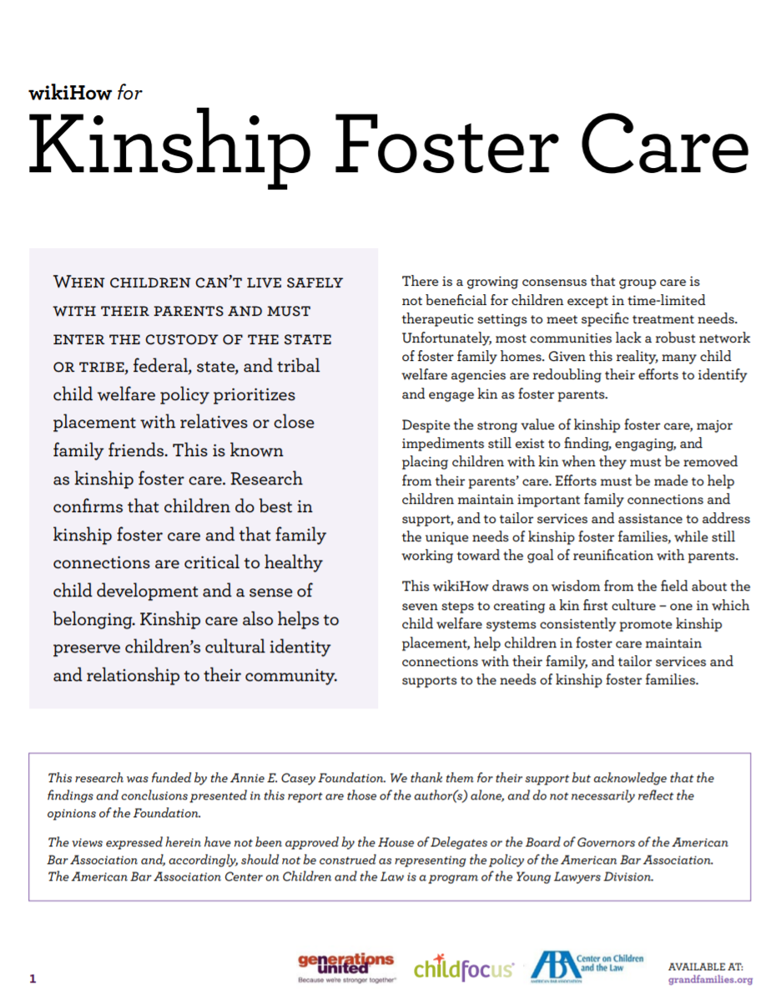 wikiHow for
Kinship Foster Care
WHEN CHILDREN CAN'T LIVE SAFELY
WITH THEIR PARENTS AND MUST
ENTER THE CUSTODY OF THE STATE
OR TRIBE, federal, state, and tribal
child welfare policy prioritizes
placement with relatives or close
family friends. This is known
as kinship foster care. Research
confirms that children do best in
kinship foster care and that family
connections are critical to healthy
child development and a sense of
belonging. Kinship care also helps to
preserve children's cultural identity
and relationship to their community.
There is a growing consensus that group care is
not beneficial for children except in time-limited
therapeutic settings to meet specific treatment needs.
Unfortunately, most communities lack a robust network
of foster family homes. Given this reality, many child
welfare agencies are redoubling their efforts to identify
and engage kin as foster parents.
Despite the strong value of kinship foster care, major
impediments still exist to finding, engaging, and
placing children with kin when they must be removed
from their parents' care. Efforts must be made to help
children maintain important family connections and
support, and to tailor services and assistance to address
the unique needs of kinship foster families, while still
working toward the goal of reunification with parents.
This wikiHow draws on wisdom from the field about the
seven steps to creating a kin first culture – one in which
child welfare systems consistently promote kinship
placement, help children in foster care maintain
connections with their family, and tailor services and
supports to the needs of kinship foster families.
This research was funded by the Annie E. Casey Foundation. We thank them for their support but acknowledge that the
findings and conclusions presented in this report are those of the author(s) alone, and do not necessarily reflect the
opinions of the Foundation.
The views expressed herein have not been approved by the House of Delegates or the Board of Governors of the American
Bar Association and, accordingly, should not be construed as representing the policy of the American Bar Association.
The American Bar Association Center on Children and the Law is a program of the Young Lawyers Division.
1
generations
united
Because we're stronger together
childfocus
ABA
AMERICAN BAR ASSOCIATION
Center on Children
and the Law
AVAILABLE AT:
grandfamilies.org